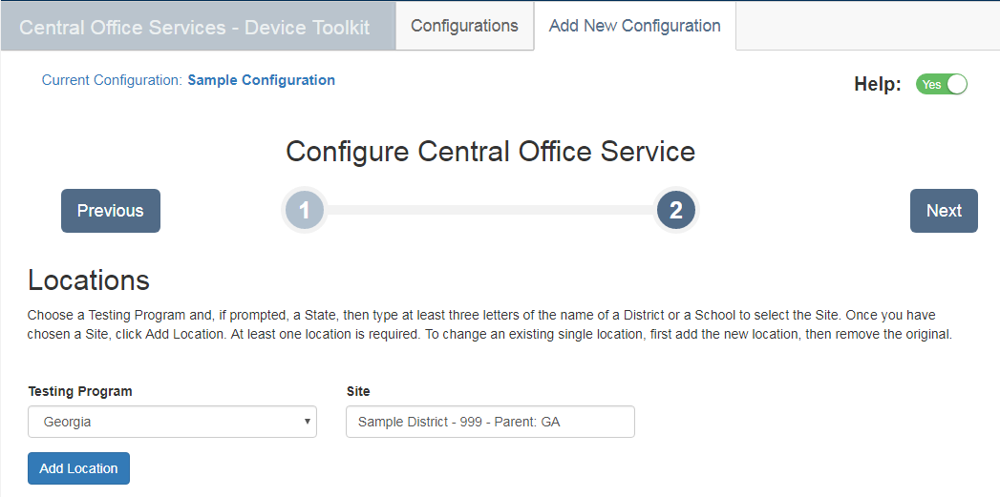 Central Office Services - Device Toolkit
Configurations
Add New Configuration
Current Configuration: Sample Configuration
Help:
Yes
Configure Central Office Service
Previous
1
2
Next
Locations
Choose a Testing Program and, if prompted, a State, then type at least three letters of the name of a District or a School to select the Site. Once you have
chosen a Site, click Add Location. At least one location is required. To change an existing single location, first add the new location, then remove the original.
Testing Program
Site
Georgia
Sample District - 999 - Parent: GA
Add Location